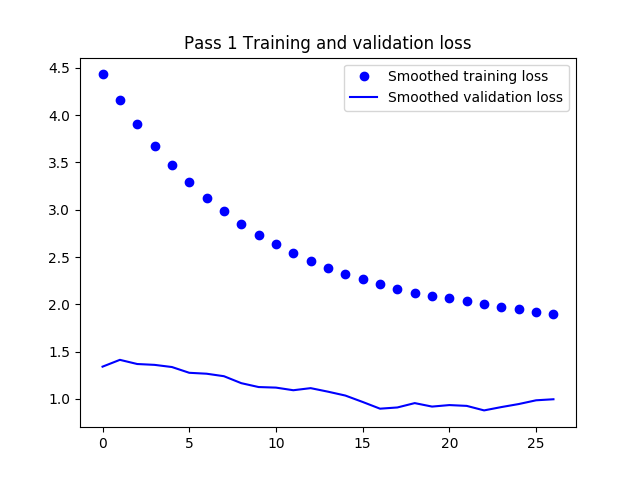 Pass 1 Training and validation loss
Smoothed training loss
Smoothed validation loss
4.5
4.0
3.5
3.0
2.5
2.0
1.5
1.0
0 5 10 15 20 25